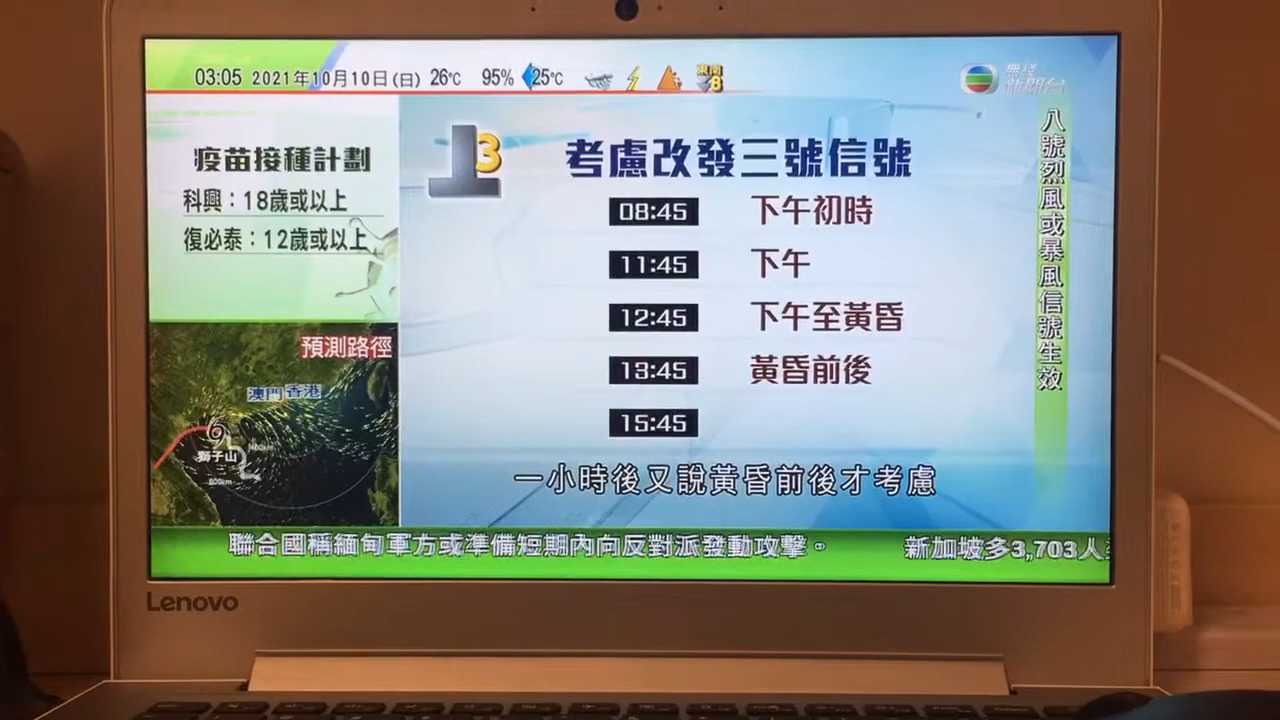 03:05 2021年10月10日(日) 26℃ 95% 25℃ 東南 8
無綫新聞台
疫苗接種計劃
科興：18歲或以上
復必泰：12歲或以上
預測路徑
澳門 香港
獅子山
800km
3
考慮改發三號信號
08:45 下午初時
11:45 下午
12:45 下午至黃昏
13:45 黃昏前後
15:45
一小時後又說黃昏前後才考慮
八號烈風或暴風信號生效
聯合國稱緬甸軍方或準備短期內向反對派發動攻擊。 新加坡多3,703人
Lenovo